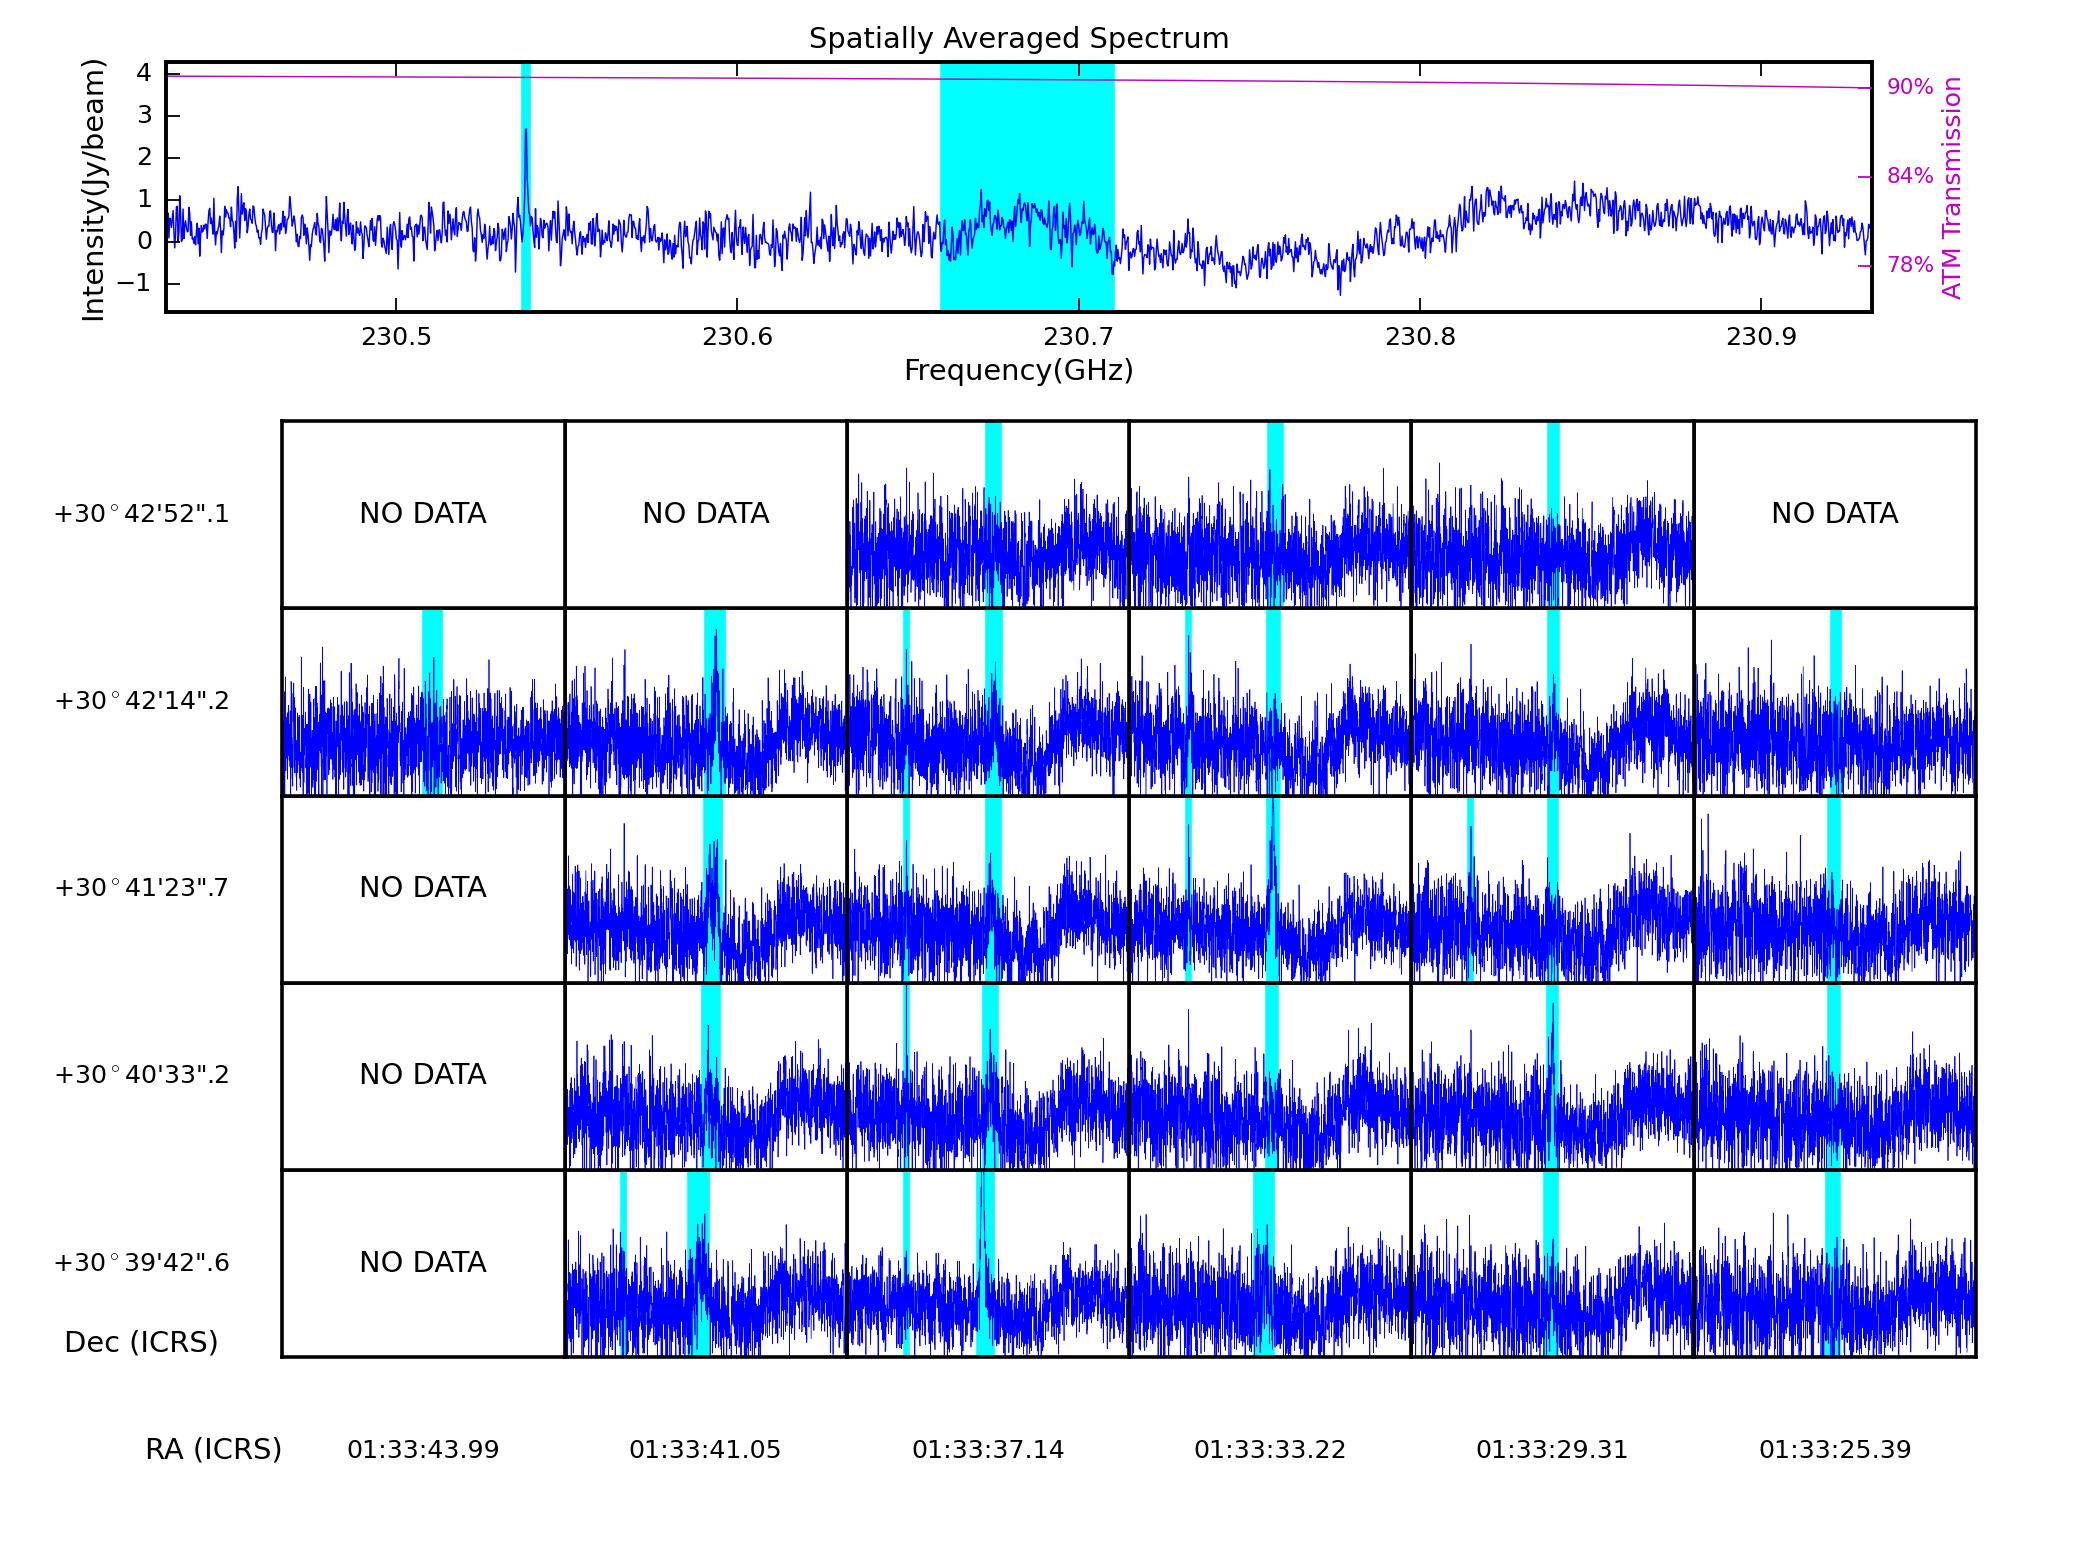 Spatially Averaged Spectrum
Intensity(Jy/beam)
4
3
2
1
0
−1
90%
84%
78%
ATM Transmission
230.5 230.6 230.7 230.8 230.9
Frequency(GHz)
+30°42'52".1 NO DATA NO DATA NO DATA
+30°42'14".2
+30°41'23".7 NO DATA
+30°40'33".2 NO DATA
+30°39'42".6 NO DATA
Dec (ICRS)
RA (ICRS) 01:33:43.99 01:33:41.05 01:33:37.14 01:33:33.22 01:33:29.31 01:33:25.39